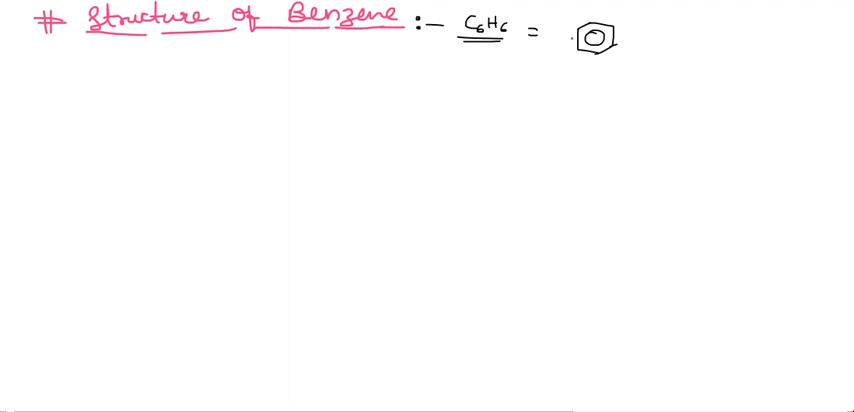 # Structure of Benzene :- C₆H₆ =